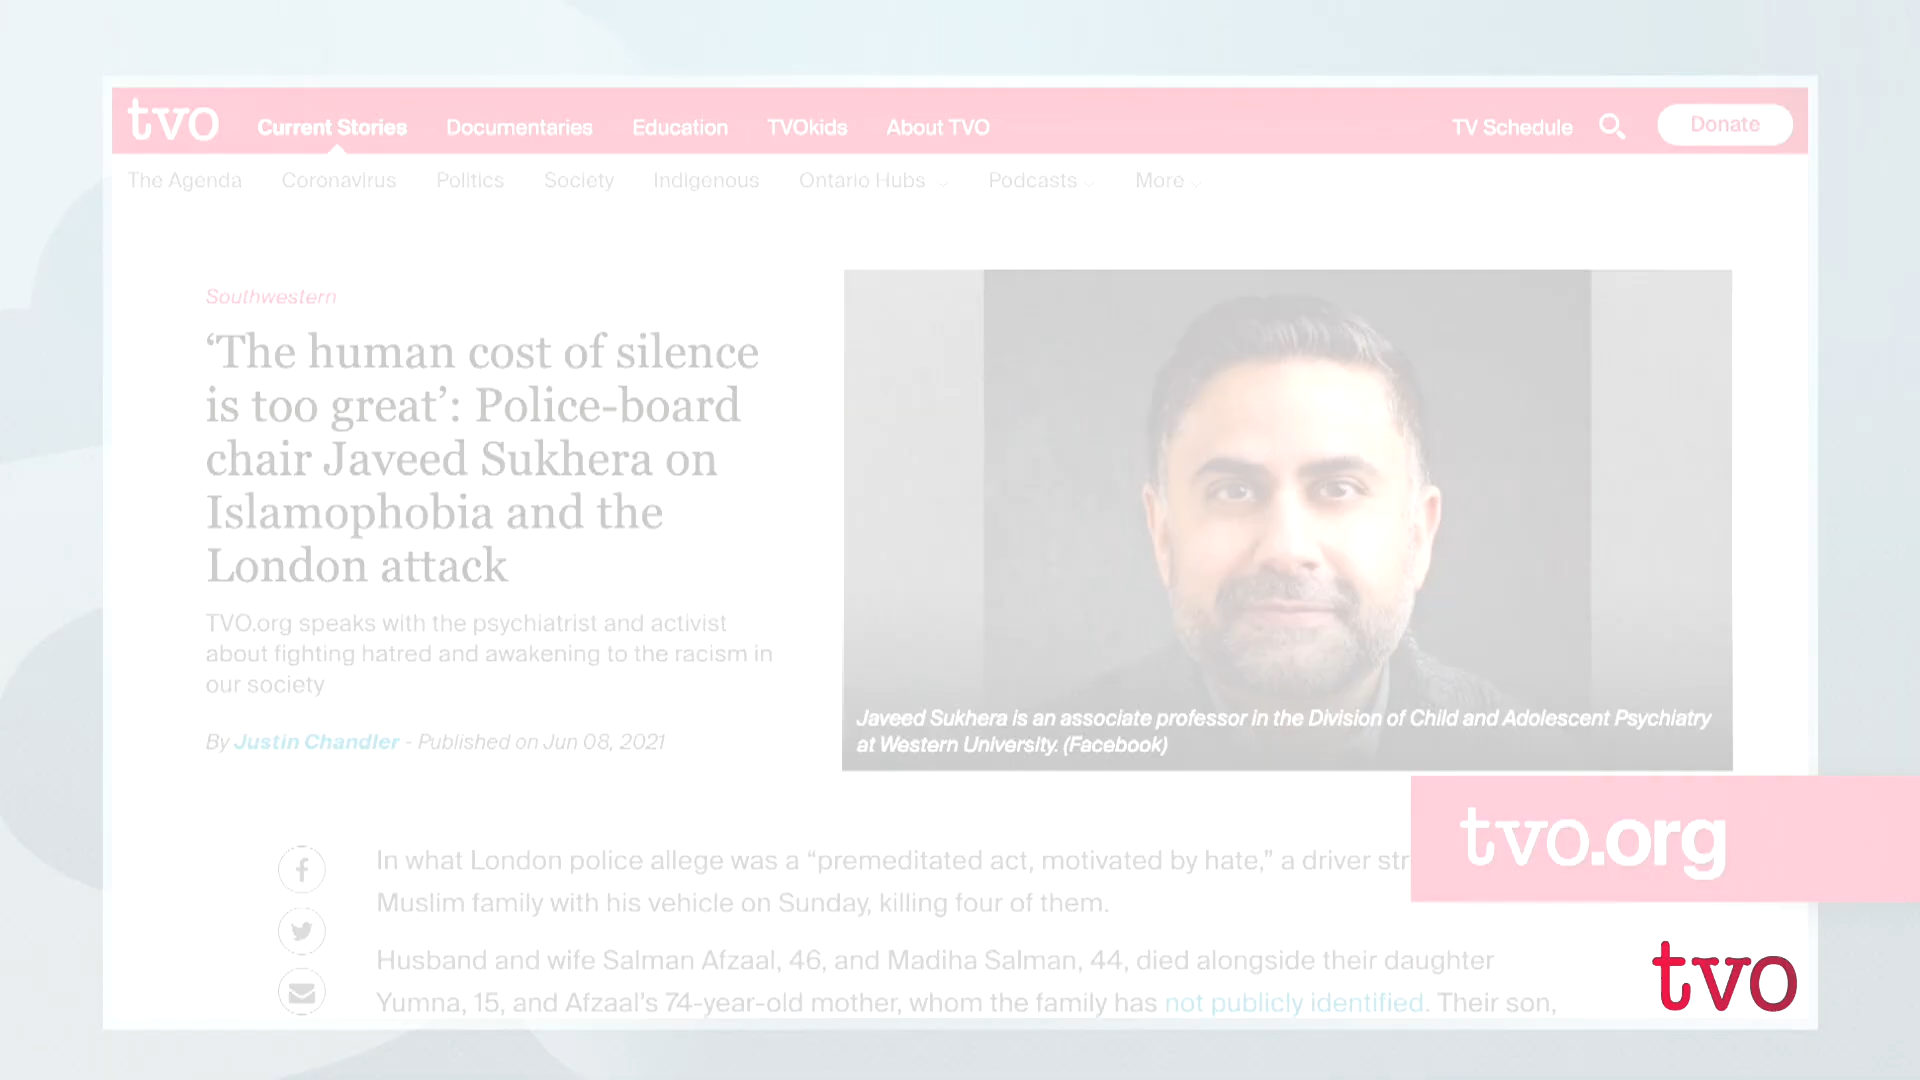 tvo Current Stories Documentaries Education TVOkids About TVO TV Schedule Donate
The Agenda Coronavirus Politics Society Indigenous Ontario Hubs Podcasts More
Southwestern
‘The human cost of silence
is too great’: Police-board
chair Javeed Sukhera on
Islamophobia and the
London attack
TVO.org speaks with the psychiatrist and activist
about fighting hatred and awakening to the racism in
our society
By Justin Chandler - Published on Jun 08, 2021
Javeed Sukhera is an associate professor in the Division of Child and Adolescent Psychiatry
at Western University. (Facebook)
In what London police allege was a “premeditated act, motivated by hate,” a driver str
Muslim family with his vehicle on Sunday, killing four of them.
Husband and wife Salman Afzaal, 46, and Madiha Salman, 44, died alongside their daughter
Yumna, 15, and Afzaal’s 74-year-old mother, whom the family has not publicly identified. Their son,
tvo.org
tvo